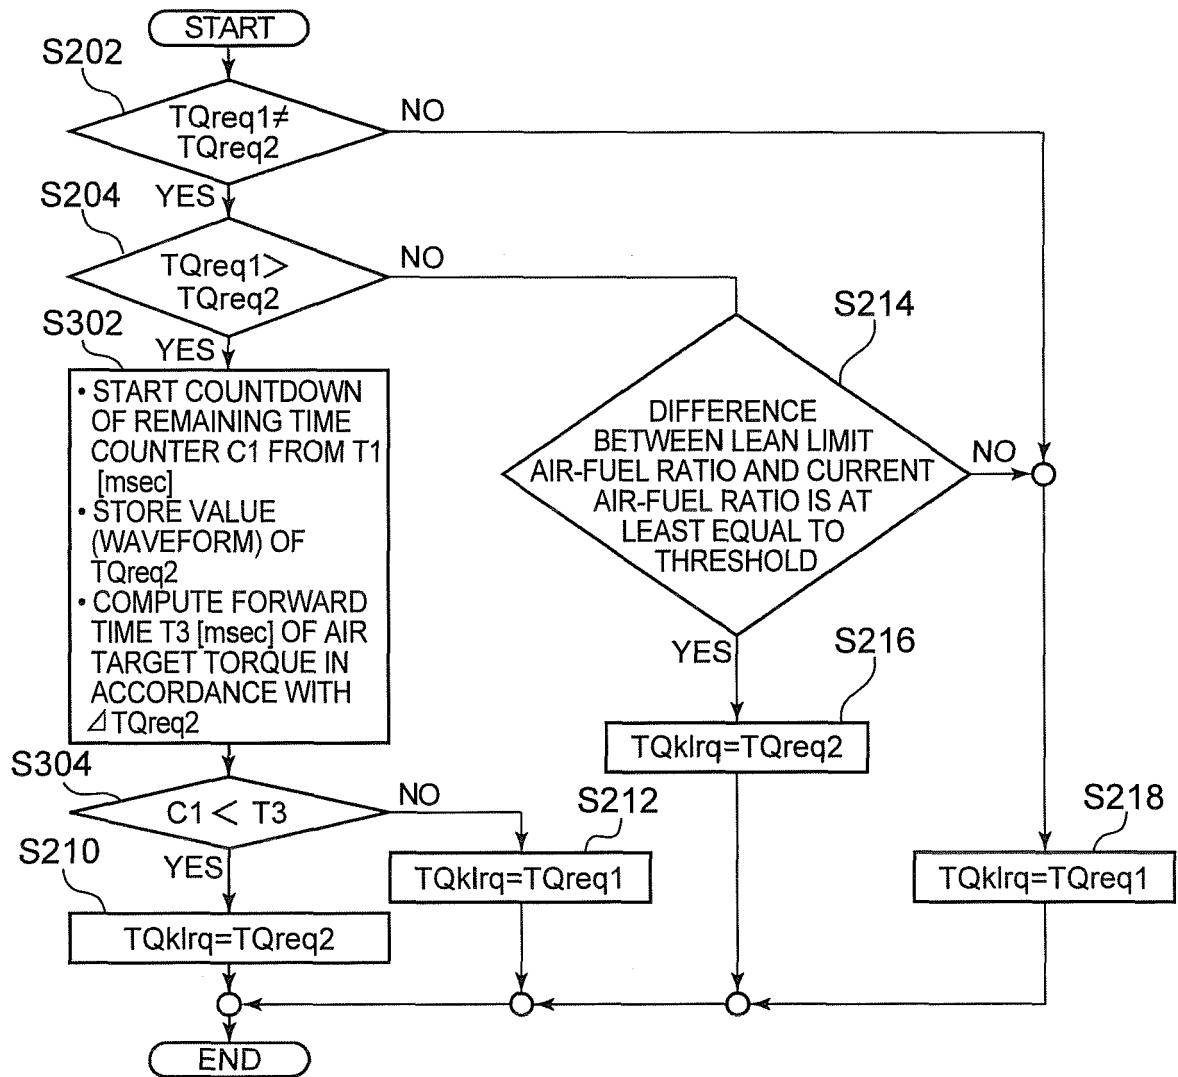 START
S202
TQreq1≠
TQreq2
NO
YES
S204
TQreq1>
TQreq2
NO
YES
S302
• START COUNTDOWN
OF REMAINING TIME
COUNTER C1 FROM T1
[msec]
• STORE VALUE
(WAVEFORM) OF
TQreq2
• COMPUTE FORWARD
TIME T3 [msec] OF AIR
TARGET TORQUE IN
ACCORDANCE WITH
⊿TQreq2
S214
DIFFERENCE
BETWEEN LEAN LIMIT
AIR-FUEL RATIO AND CURRENT
AIR-FUEL RATIO IS AT
LEAST EQUAL TO
THRESHOLD
NO
YES
S216
TQklrq=TQreq2
S304
C1< T3
NO
YES
S212
TQklrq=TQreq1
S218
TQklrq=TQreq1
S210
TQklrq=TQreq2
END